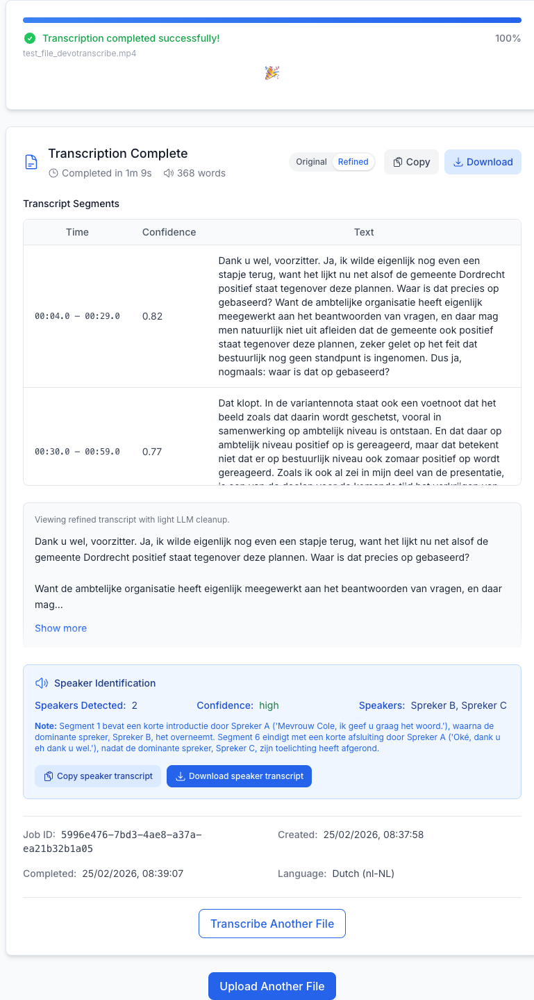 Transcription completed successfully!
100%
test_file_devotranscribe.mp4
Transcription Complete
Completed in 1m 9s
368 words
Original
Refined
Copy
Download
Transcript Segments
Time
Confidence
Text
00:04.0 – 00:29.0
0.82
Dank u wel, voorzitter. Ja, ik wilde eigenlijk nog even een
stapje terug, want het lijkt nu net alsof de gemeente Dordrecht
positief staat tegenover deze plannen. Waar is dat precies op
gebaseerd? Want de ambtelijke organisatie heeft eigenlijk
meegewerkt aan het beantwoorden van vragen, en daar mag
men natuurlijk niet uit afleiden dat de gemeente ook positief
staat tegenover deze plannen, zeker gelet op het feit dat
bestuurlijk nog geen standpunt is ingenomen. Dus ja,
nogmaals: waar is dat op gebaseerd?
00:30.0 – 00:59.0
0.77
Dat klopt. In de variantennota staat ook een voetnoot dat het
beeld zoals dat daarin wordt geschetst, vooral in
samenwerking op ambtelijk niveau is ontstaan. En dat daar op
ambtelijk niveau positief op is gereageerd, maar dat betekent
niet dat er op bestuurlijk niveau ook zomaar positief op wordt
gereageerd. Zoals ik ook al zei in mijn deel van de presentatie,
is een van de doelen voor de komende tijd het verkrijgen van
Viewing refined transcript with light LLM cleanup.
Dank u wel, voorzitter. Ja, ik wilde eigenlijk nog even een stapje terug, want het lijkt nu net alsof de
gemeente Dordrecht positief staat tegenover deze plannen. Waar is dat precies op gebaseerd?
Want de ambtelijke organisatie heeft eigenlijk meegewerkt aan het beantwoorden van vragen, en daar
mag...
Show more
Speaker Identification
Speakers Detected: 2
Confidence: high
Speakers: Spreker B, Spreker C
Note: Segment 1 bevat een korte introductie door Spreker A ('Mevrouw Cole, ik geef u graag het woord.'), waarna de
dominante spreker, Spreker B, het overneemt. Segment 6 eindigt met een korte afsluiting door Spreker A ('Oké, dank u
eh dank u wel.'), nadat de dominante spreker, Spreker C, zijn toelichting heeft afgerond.
Copy speaker transcript
Download speaker transcript
Job ID: 5996e476-7bd3-4ae8-a37a-
ea21b32b1a05
Created: 25/02/2026, 08:37:58
Completed: 25/02/2026, 08:39:07
Language: Dutch (nl-NL)
Transcribe Another File
Upload Another File